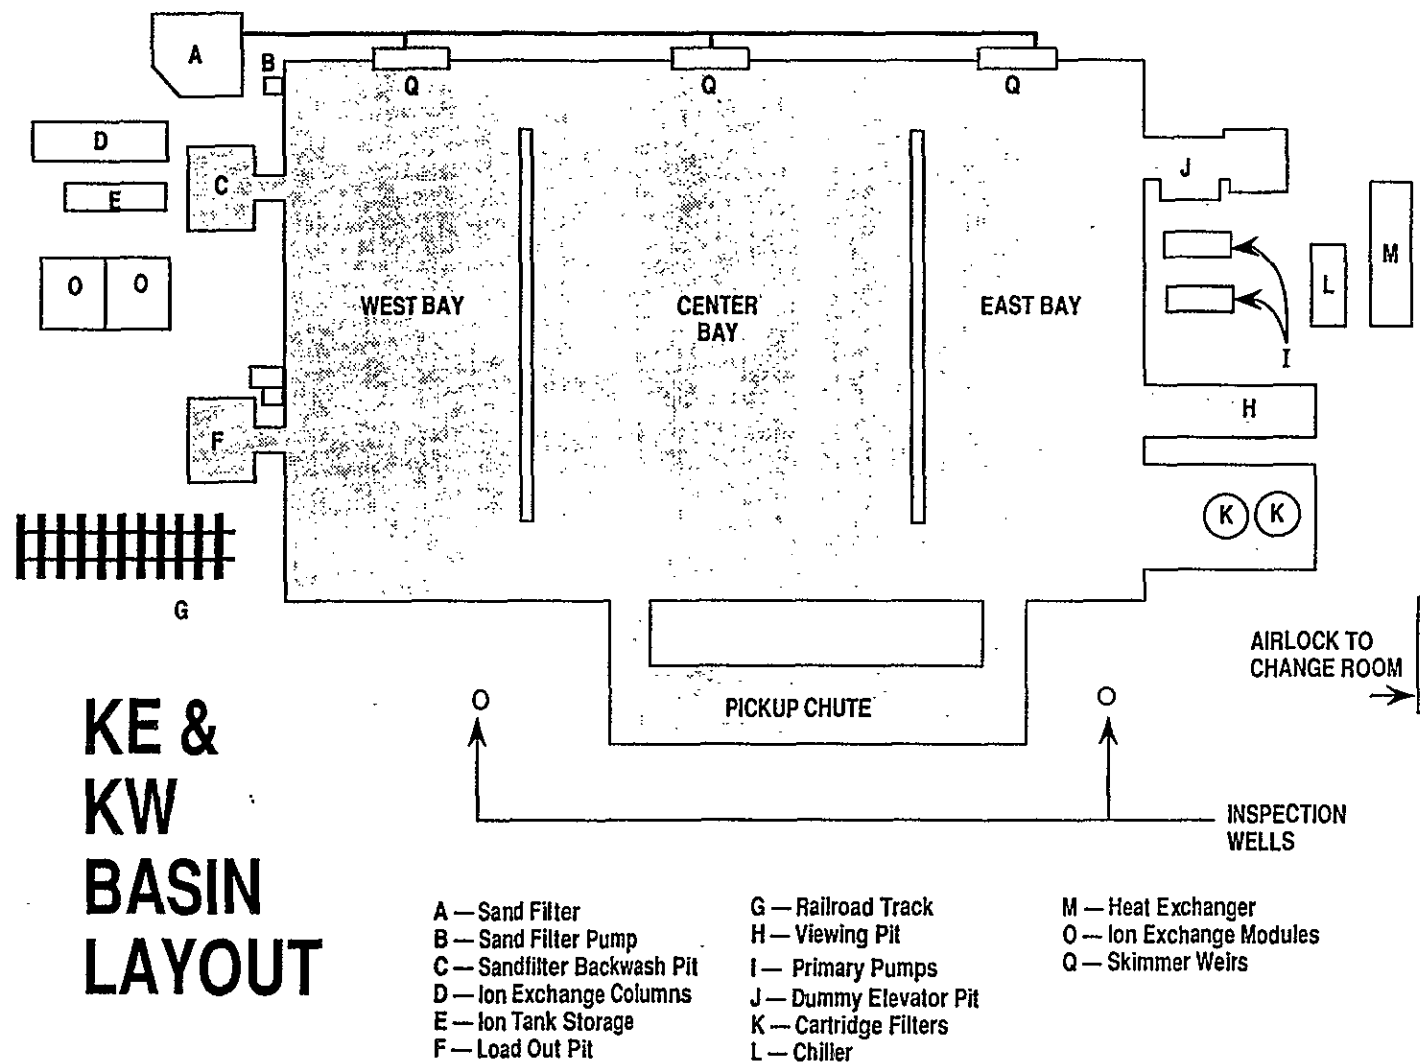 A
B
Q Q Q
D
C
E
J
O O
M
L
WEST BAY
CENTER
BAY
EAST BAY
I
H
F
K K
G
AIRLOCK TO
CHANGE ROOM
PICKUP CHUTE
INSPECTION
WELLS
KE &
KW
BASIN
LAYOUT
A — Sand Filter
B — Sand Filter Pump
C — Sandfilter Backwash Pit
D — Ion Exchange Columns
E — Ion Tank Storage
F — Load Out Pit
G — Railroad Track
H — Viewing Pit
I — Primary Pumps
J — Dummy Elevator Pit
K — Cartridge Filters
L — Chiller
M — Heat Exchanger
O — Ion Exchange Modules
Q — Skimmer Weirs